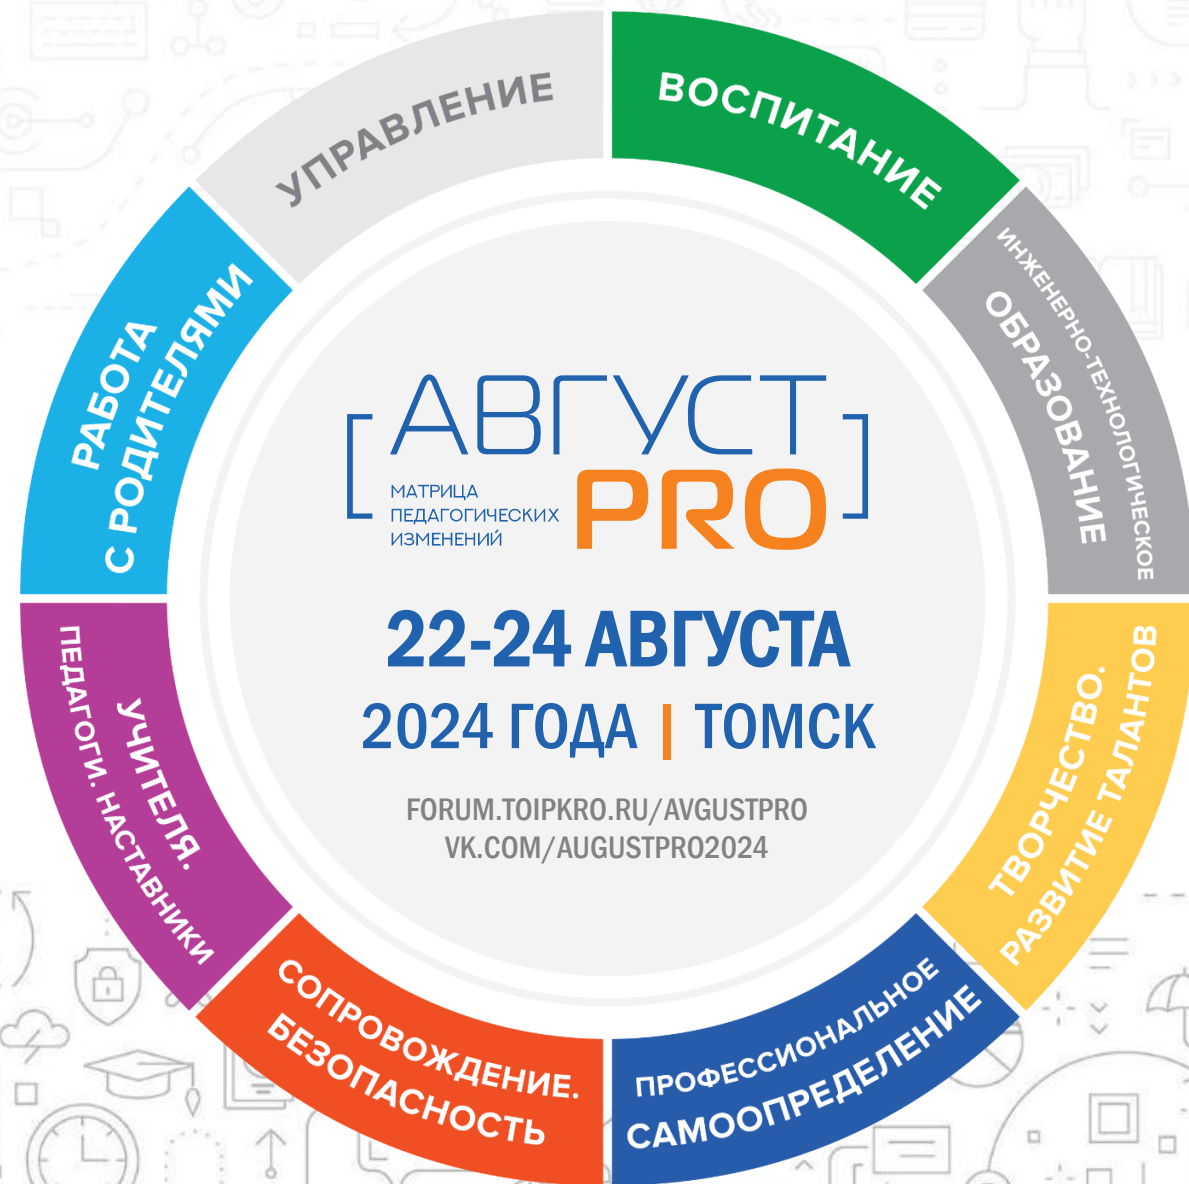 УПРАВЛЕНИЕ
ВОСПИТАНИЕ
ИНЖЕНЕРНО-ТЕХНОЛОГИЧЕСКОЕ
ОБРАЗОВАНИЕ
ТВОРЧЕСТВО.
РАЗВИТИЕ ТАЛАНТОВ
ПРОФЕССИОНАЛЬНОЕ
САМООПРЕДЕЛЕНИЕ
СОПРОВОЖДЕНИЕ.
БЕЗОПАСНОСТЬ
УЧИТЕЛЯ.
ПЕДАГОГИ. НАСТАВНИКИ
РАБОТА
С РОДИТЕЛЯМИ
[АВГУСТ
PRO]
МАТРИЦА
ПЕДАГОГИЧЕСКИХ
ИЗМЕНЕНИЙ
22-24 АВГУСТА
2024 ГОДА | ТОМСК
FORUM.TOIPKRO.RU/AVGUSTPRO
VK.COM/AUGUSTPRO2024